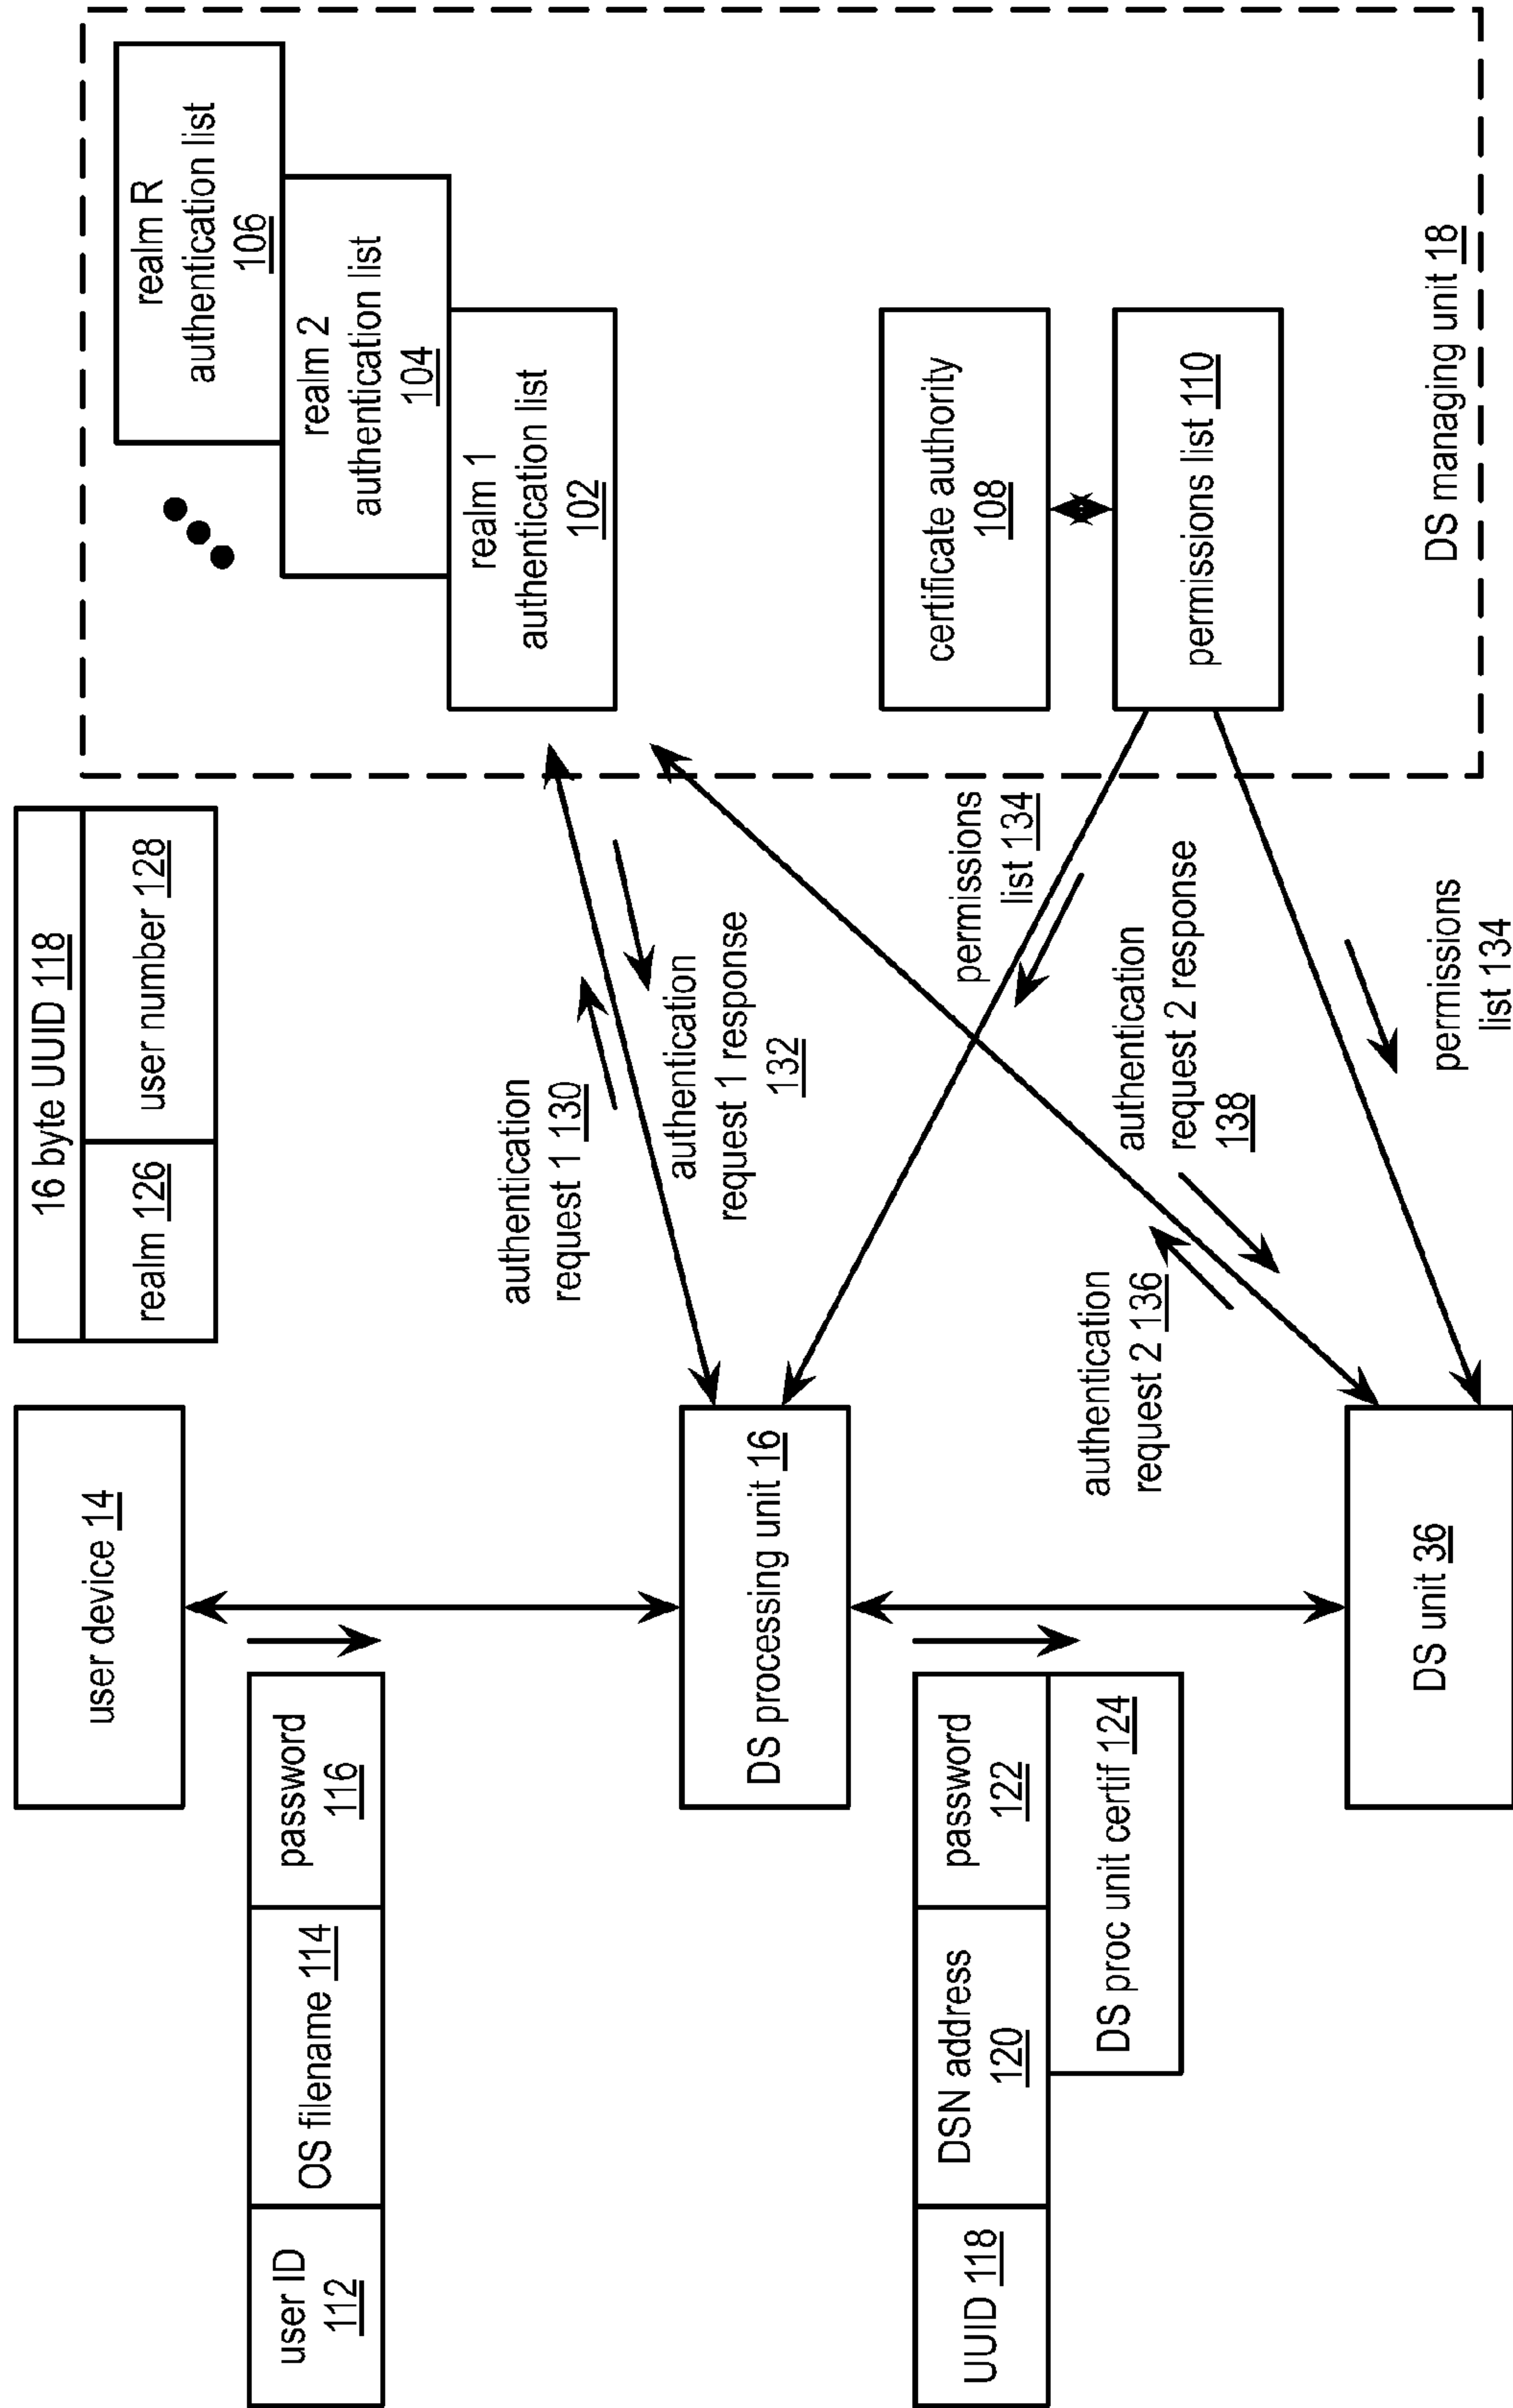 user device 14
16 byte UUID 118
realm 126
user number 128
realm R
authentication list
106
realm 2
authentication list
104
realm 1
authentication list
102
user ID
112
OS filename 114
password
116
authentication
request 1 130
authentication
request 1 response
132
DS processing unit 16
permissions
list 134
certificate authority
108
permissions list 110
UUID 118
DSN address
120
password
122
DS proc unit certif 124
authentication
request 2 136
authentication
request 2 response
138
DS unit 36
permissions
list 134
DS managing unit 18